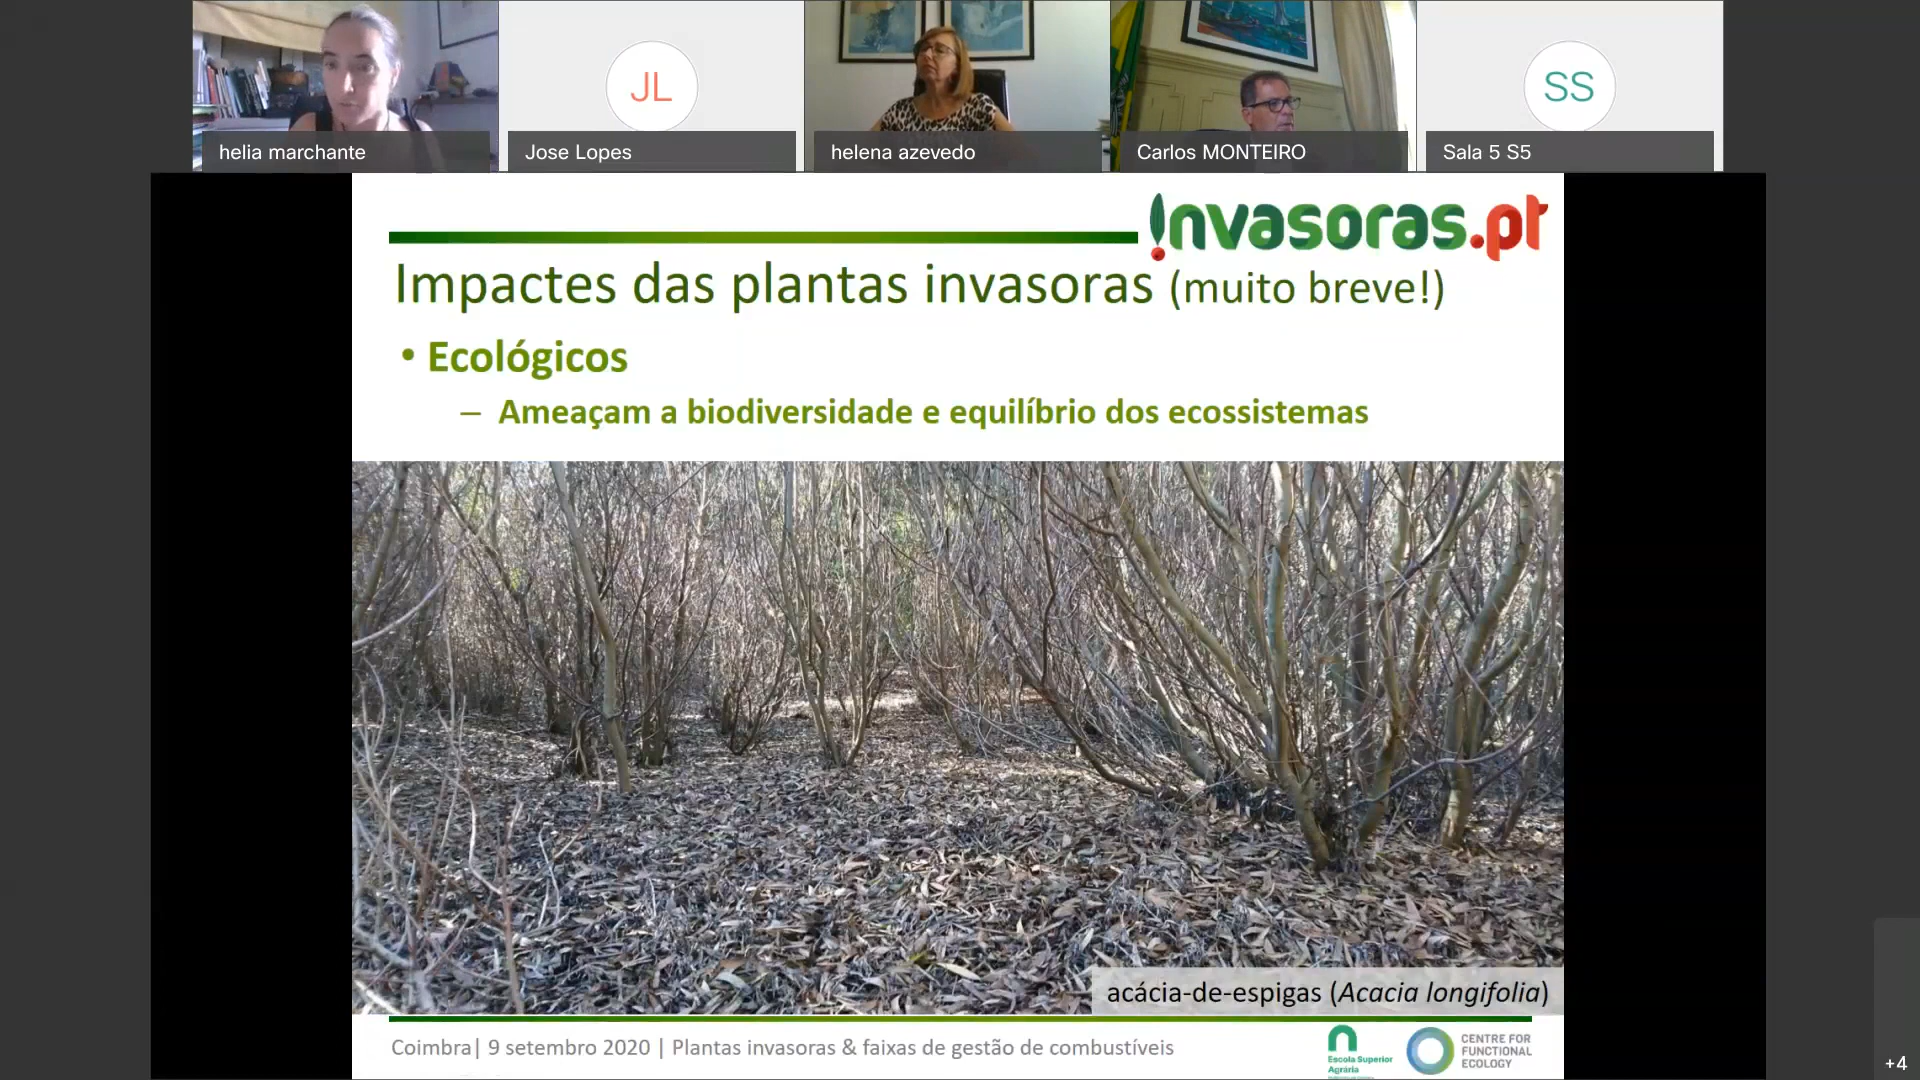 JL
SS
helia marchante
Jose Lopes
helena azevedo
Carlos MONTEIRO
Sala 5 S5
invasoras.pt
Impactes das plantas invasoras (muito breve!)
• Ecológicos
– Ameaçam a biodiversidade e equilíbrio dos ecossistemas
acácia-de-espigas (Acacia longifolia)
Coimbra| 9 setembro 2020 | Plantas invasoras & faixas de gestão de combustíveis
Escola Superior
Agrária
CENTRE FOR
FUNCTIONAL
ECOLOGY
+4